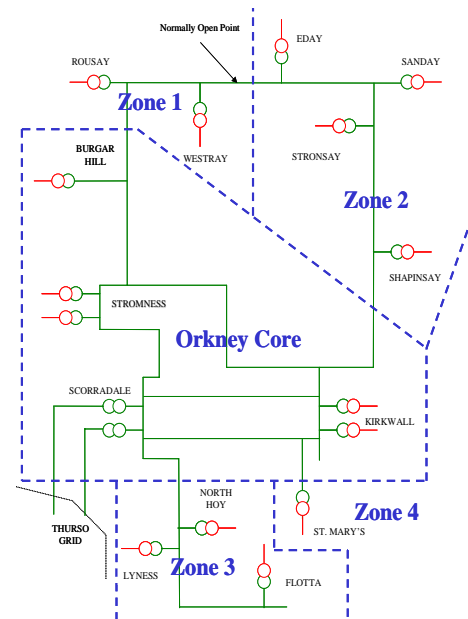 Normally Open Point
EDAY
ROUSAY
SANDAY
Zone 1
WESTRAY
STRONSAY
BURGAR
HILL
Zone 2
SHAPINSAY
STROMNESS
Orkney Core
SCORRADALE
KIRKWALL
NORTH
HOY
Zone 4
THURSO
GRID
ST. MARY'S
LYNESS
Zone 3
FLOTTA